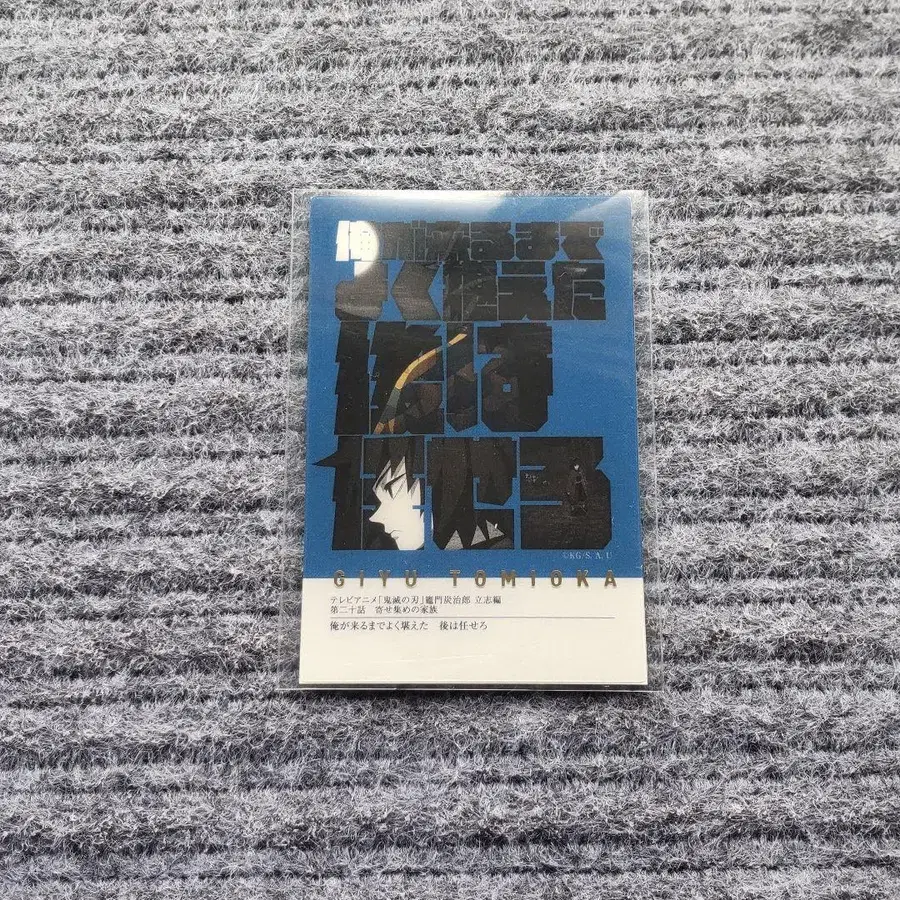 俺が来るまで
よく堪えた
後は
任せろ
©KG/S, A, U
GIYU TOMIOKA
テレビアニメ「鬼滅の刃」竈門炭治郎 立志編
第二十話 寄せ集めの家族
俺が来るまでよく堪えた 後は任せろ